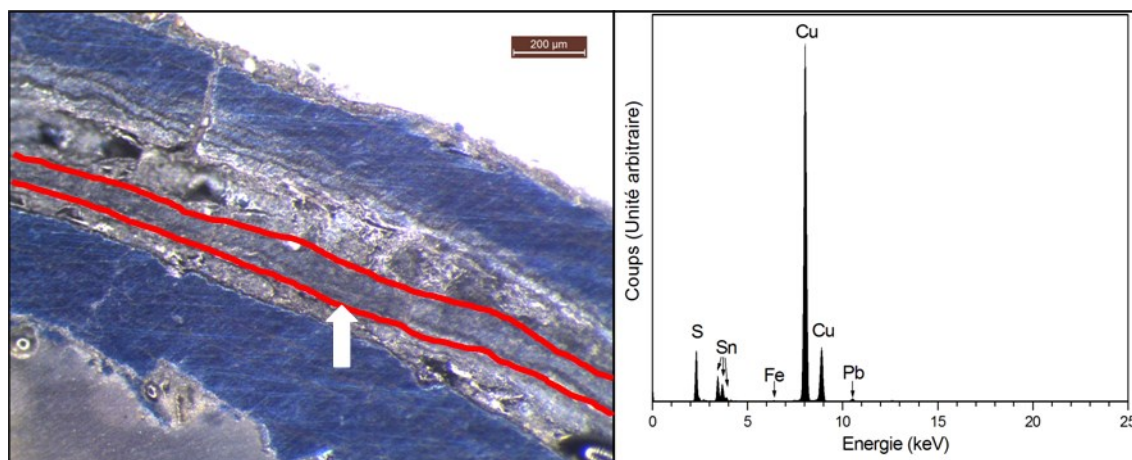 200 µm
Cu
S
Sn
Fe
Cu
Pb
Coups (Unité arbitraire)
0 5 10 15 20 25
Energie (keV)